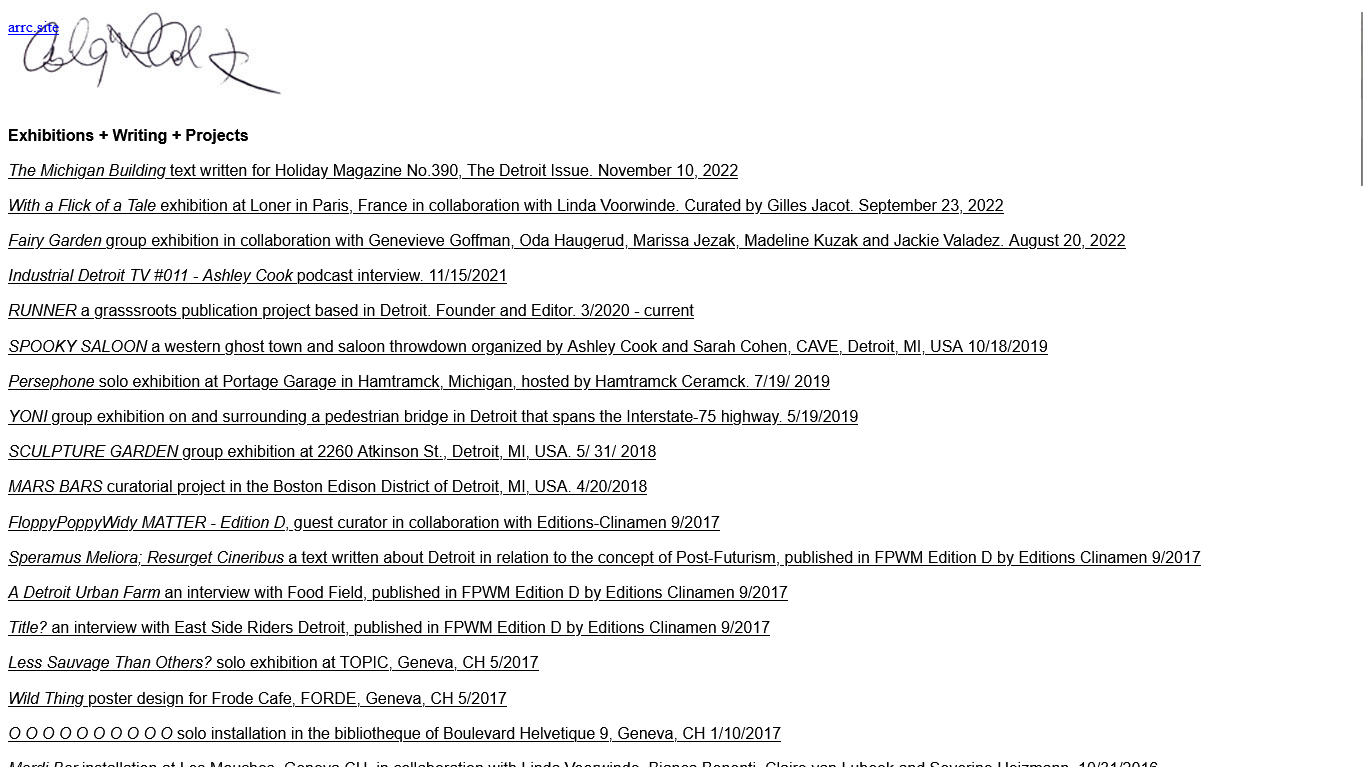 arrc.site
Exhibitions + Writing + Projects
The Michigan Building text written for Holiday Magazine No.390, The Detroit Issue. November 10, 2022
With a Flick of a Tale exhibition at Loner in Paris, France in collaboration with Linda Voorwinde. Curated by Gilles Jacot. September 23, 2022
Fairy Garden group exhibition in collaboration with Genevieve Goffman, Oda Haugerud, Marissa Jezak, Madeline Kuzak and Jackie Valadez. August 20, 2022
Industrial Detroit TV #011 - Ashley Cook podcast interview. 11/15/2021
RUNNER a grasssroots publication project based in Detroit. Founder and Editor. 3/2020 - current
SPOOKY SALOON a western ghost town and saloon throwdown organized by Ashley Cook and Sarah Cohen, CAVE, Detroit, MI, USA 10/18/2019
Persephone solo exhibition at Portage Garage in Hamtramck, Michigan, hosted by Hamtramck Ceramck. 7/19/ 2019
YONI group exhibition on and surrounding a pedestrian bridge in Detroit that spans the Interstate-75 highway. 5/19/2019
SCULPTURE GARDEN group exhibition at 2260 Atkinson St., Detroit, MI, USA. 5/ 31/ 2018
MARS BARS curatorial project in the Boston Edison District of Detroit, MI, USA. 4/20/2018
FloppyPoppyWidy MATTER - Edition D, guest curator in collaboration with Editions-Clinamen 9/2017
Speramus Meliora; Resurget Cineribus a text written about Detroit in relation to the concept of Post-Futurism, published in FPWM Edition D by Editions Clinamen 9/2017
A Detroit Urban Farm an interview with Food Field, published in FPWM Edition D by Editions Clinamen 9/2017
Title? an interview with East Side Riders Detroit, published in FPWM Edition D by Editions Clinamen 9/2017
Less Sauvage Than Others? solo exhibition at TOPIC, Geneva, CH 5/2017
Wild Thing poster design for Frode Cafe, FORDE, Geneva, CH 5/2017
O O O O O O O O O O solo installation in the bibliotheque of Boulevard Helvetique 9, Geneva, CH 1/10/2017